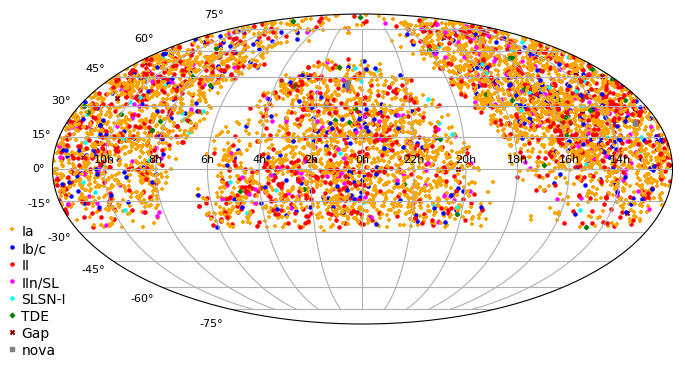 75°
60°
45°
30°
15°
10h 8h 6h 4h 2h 0h 22h 20h 18h 16h 14h
0°
-15°
-30°
-45°
-60°
-75°
Ia
Ib/c
II
IIn/SL
SLSN-I
TDE
Gap
nova